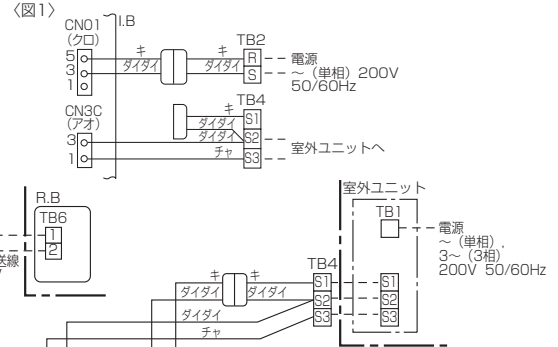 〈図1〉
I.B
CN01
(クロ)
5
3
1
キ
ダイダイ
キ
ダイダイ
TB2
R
S
電源
～（単相）200V
50/60Hz
CN3C
(アオ)
3
1
キ
ダイダイ
ダイダイ
チャ
TB4
S1
S2
S3
室外ユニットへ
R.B
TB6
1
2
送線
室外ユニット
TB1
電源
～（単相）,
3～（3相）
200V 50/60Hz
TB4
キ
ダイダイ
キ
ダイダイ
ダイダイ
チャ
S1
S2
S3
S1
S2
S3